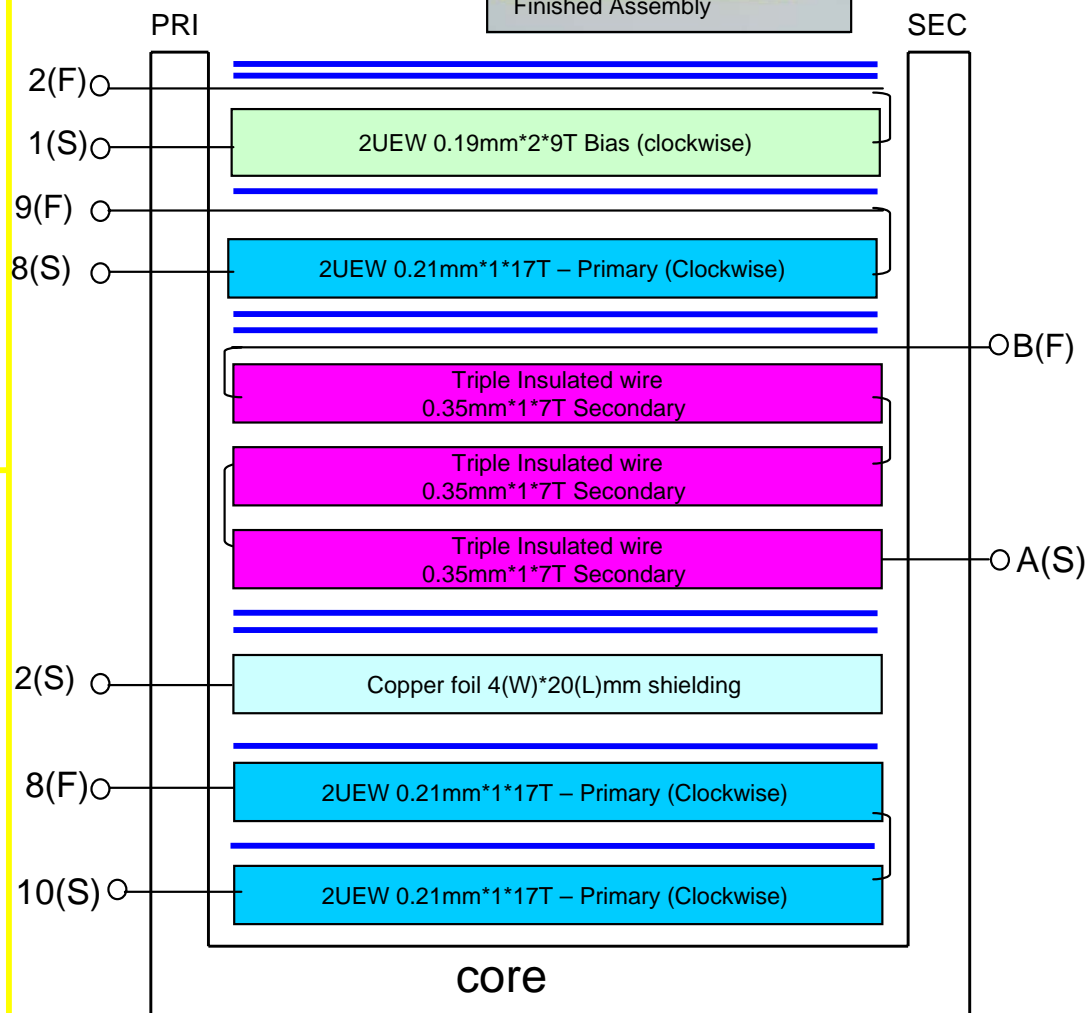 Finished Assembly
PRI
SEC
2(F)
1(S)
2UEW 0.19mm*2*9T Bias (clockwise)
9(F)
8(S)
2UEW 0.21mm*1*17T – Primary (Clockwise)
B(F)
Triple Insulated wire
0.35mm*1*7T Secondary
Triple Insulated wire
0.35mm*1*7T Secondary
Triple Insulated wire
0.35mm*1*7T Secondary
A(S)
2(S)
Copper foil 4(W)*20(L)mm shielding
8(F)
2UEW 0.21mm*1*17T – Primary (Clockwise)
10(S)
2UEW 0.21mm*1*17T – Primary (Clockwise)
core